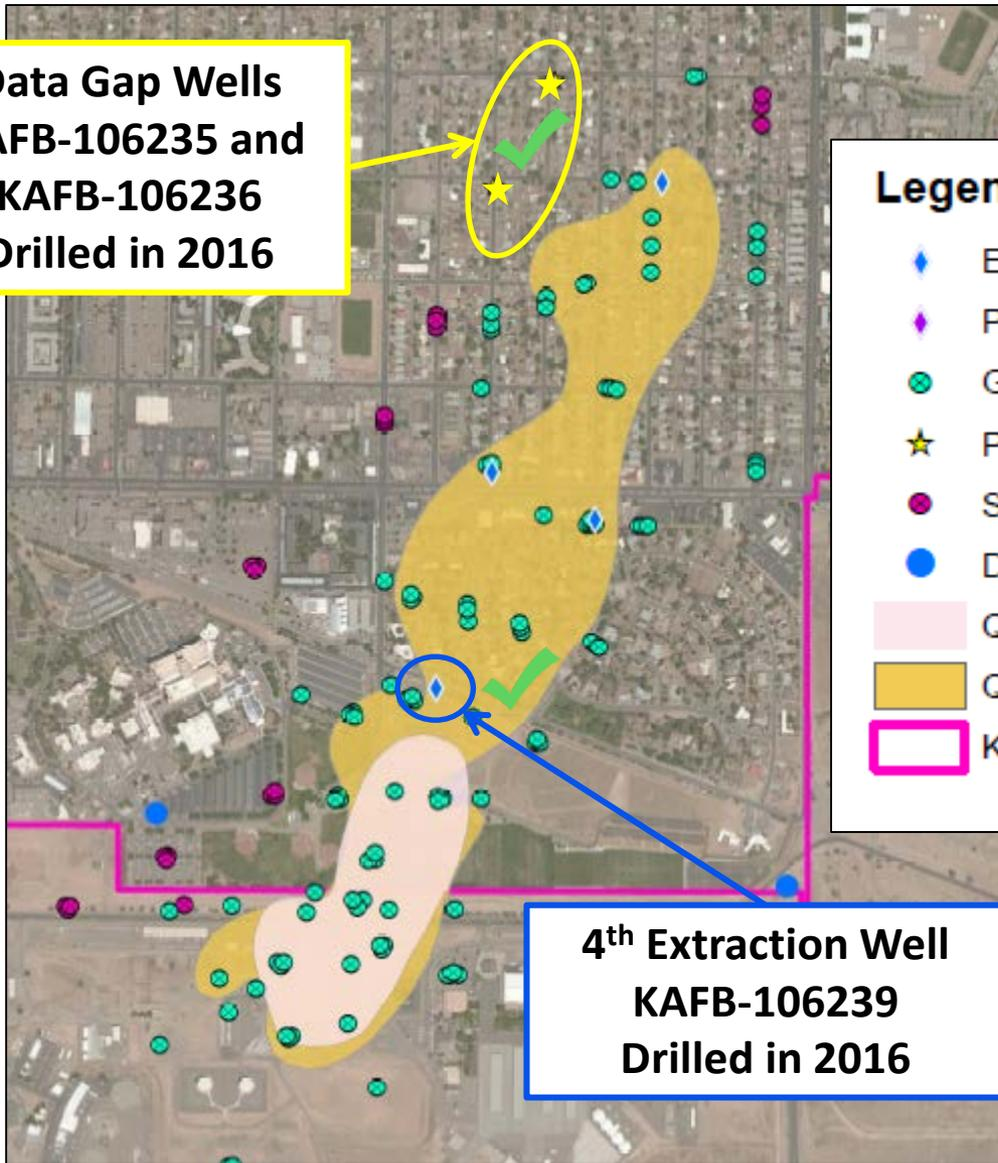 Data Gap Wells
KAFB-106235 and
KAFB-106236
Drilled in 2016
Legen
E
P
G
P
S
D
Q
Q
K
4th Extraction Well
KAFB-106239
Drilled in 2016